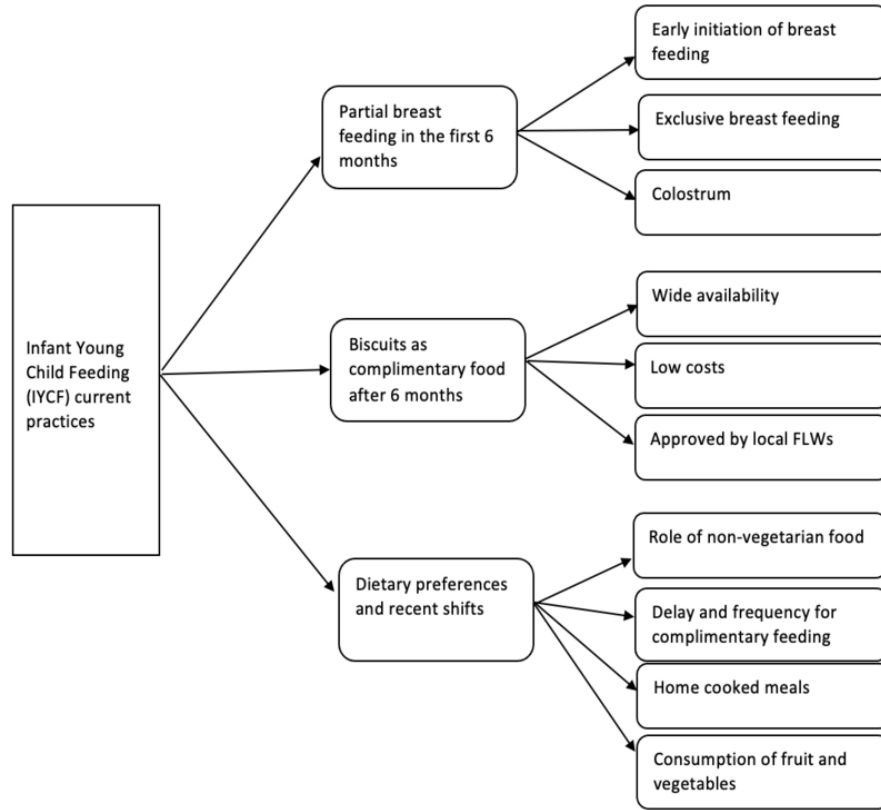 Infant Young
Child Feeding
(IYCF) current
practices
Partial breast
feeding in the first 6
months
Early initiation of breast
feeding
Exclusive breast feeding
Colostrum
Biscuits as
complimentary food
after 6 months
Wide availability
Low costs
Approved by local FLWs
Dietary preferences
and recent shifts
Role of non-vegetarian food
Delay and frequency for
complimentary feeding
Home cooked meals
Consumption of fruit and
vegetables